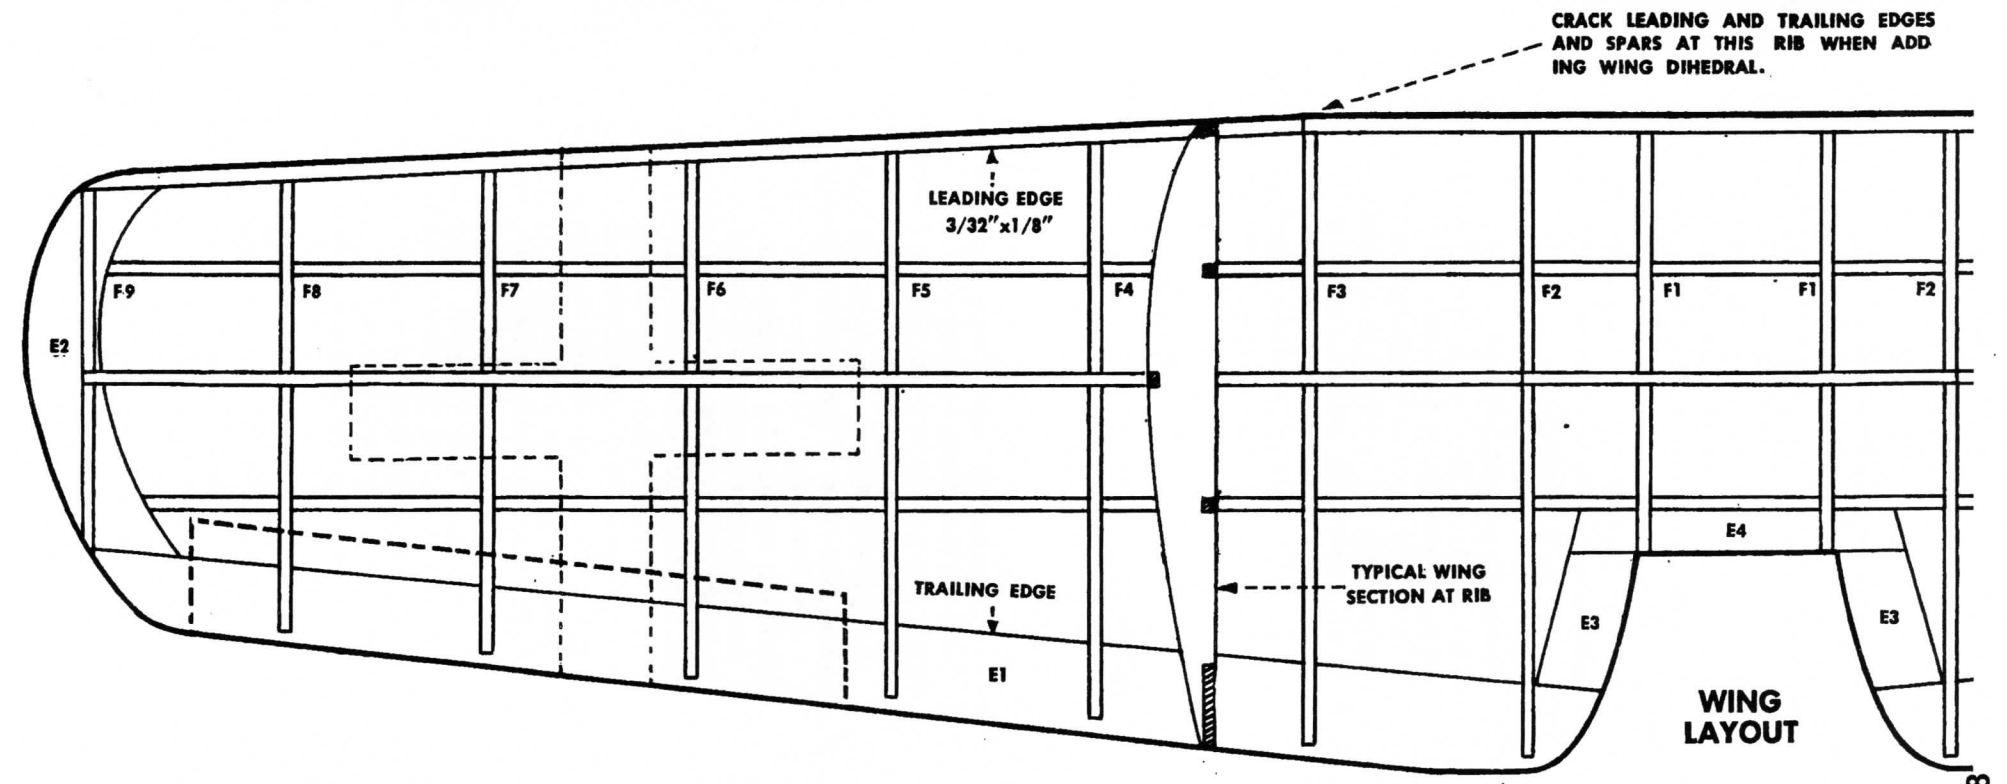 CRACK LEADING AND TRAILING EDGES
AND SPARS AT THIS RIB WHEN ADD
ING WING DIHEDRAL.
LEADING EDGE
3/32"x1/8"
F9
F8
F7
F6
F5
F4
F3
F2
F1
F1
F2
E2
E4
TYPICAL WING
SECTION AT RIB
TRAILING EDGE
E3
E3
E1
WING
LAYOUT